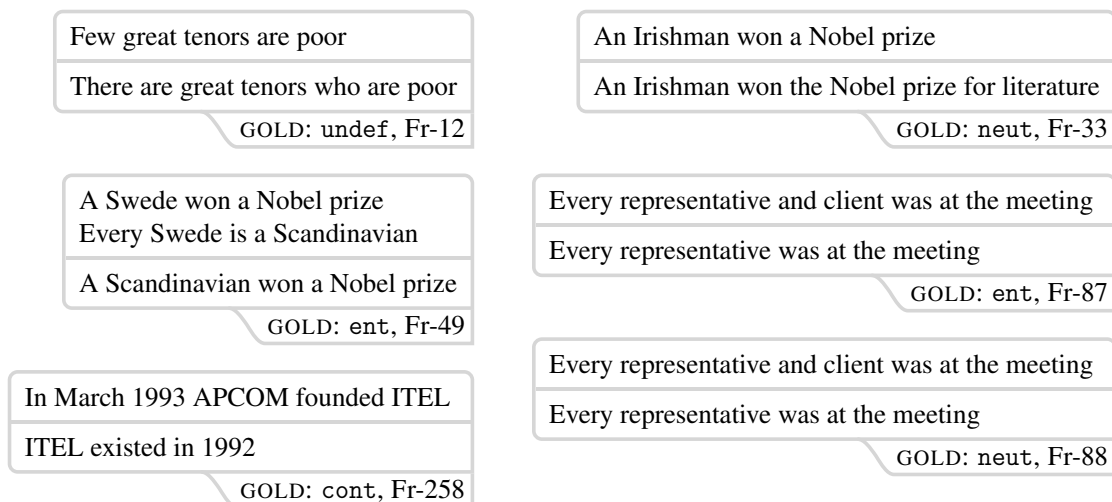 Few great tenors are poor
There are great tenors who are poor
GOLD: undef, Fr-12
A Swede won a Nobel prize
Every Swede is a Scandinavian
A Scandinavian won a Nobel prize
GOLD: ent, Fr-49
In March 1993 APCOM founded ITEL
ITEL existed in 1992
GOLD: cont, Fr-258
An Irishman won a Nobel prize
An Irishman won the Nobel prize for literature
GOLD: neut, Fr-33
Every representative and client was at the meeting
Every representative was at the meeting
GOLD: ent, Fr-87
Every representative and client was at the meeting
Every representative was at the meeting
GOLD: neut, Fr-88